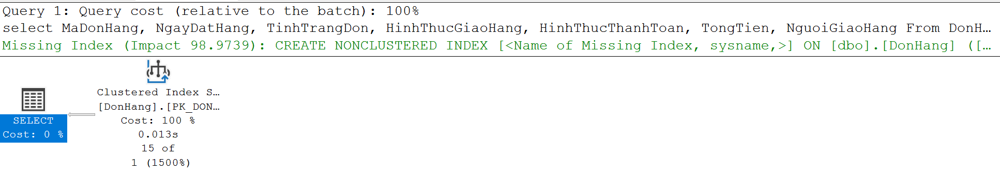 Query 1: Query cost (relative to the batch): 100%
select MaDonHang, NgayDatHang, TinhTrangDon, HinhThucGiaoHang, HinhThucThanhToan, TongTien, NguoiGiaoHang From DonH…
Missing Index (Impact 98.9739): CREATE NONCLUSTERED INDEX [<Name of Missing Index, sysname,>] ON [dbo].[DonHang] ([…
SELECT
Cost: 0 %
Clustered Index S…
[DonHang].[PK_DON…
Cost: 100 %
0.013s
15 of
1 (1500%)